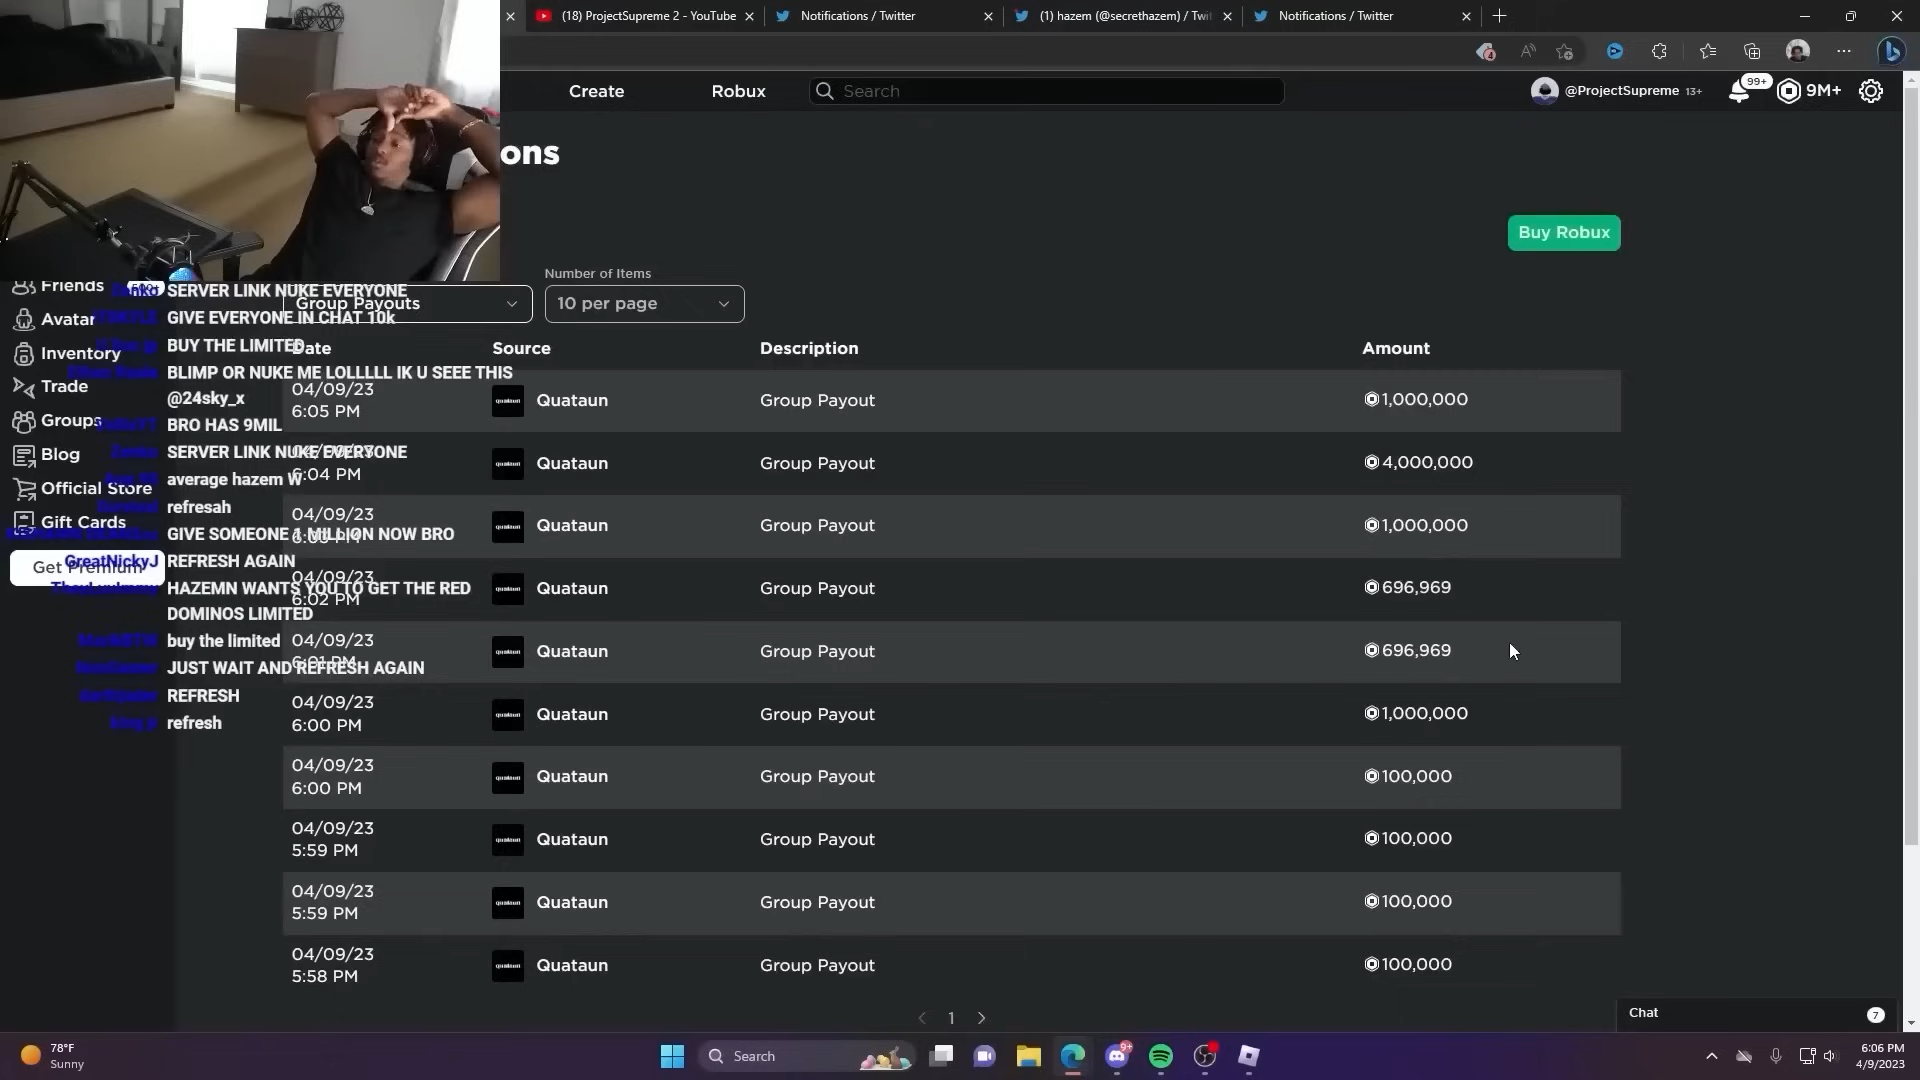 (18) ProjectSupreme 2 - YouTube
Notifications / Twitter
(1) hazem (@secrethazem) / Twi
Notifications / Twitter
4
Create
Robux
Search
@ProjectSupreme 13+
99+
9M+
ons
Buy Robux
Number of Items
Group Payouts
10 per page
Friends
Avatar
Inventory
Trade
Groups
Blog
Official Store
Gift Cards
Get Premium
SERVER LINK NUKE EVERYONE
GIVE EVERYONE IN CHAT 10k
BUY THE LIMITED
BLIMP OR NUKE ME LOLLLLL IK U SEEE THIS
@24sky_x
BRO HAS 9MIL
SERVER LINK NUKE EVERYONE
average hazem W
refresah
GIVE SOMEONE 1 MILLION NOW BRO
GreatNickyJ REFRESH AGAIN
HAZEMN WANTS YOU TO GET THE RED
DOMINOS LIMITED
buy the limited
JUST WAIT AND REFRESH AGAIN
REFRESH
refresh
Date Source Description Amount
04/09/23
6:05 PM Quataun Group Payout 1,000,000
04/09/23
6:04 PM Quataun Group Payout 4,000,000
04/09/23
Quataun Group Payout 1,000,000
04/09/23
6:02 PM Quataun Group Payout 696,969
04/09/23
6:01 PM Quataun Group Payout 696,969
04/09/23
6:00 PM Quataun Group Payout 1,000,000
04/09/23
6:00 PM Quataun Group Payout 100,000
04/09/23
5:59 PM Quataun Group Payout 100,000
04/09/23
5:59 PM Quataun Group Payout 100,000
04/09/23
5:58 PM Quataun Group Payout 100,000
1
Chat
7
78°F
Sunny
Search
9+
6:06 PM
4/9/2023